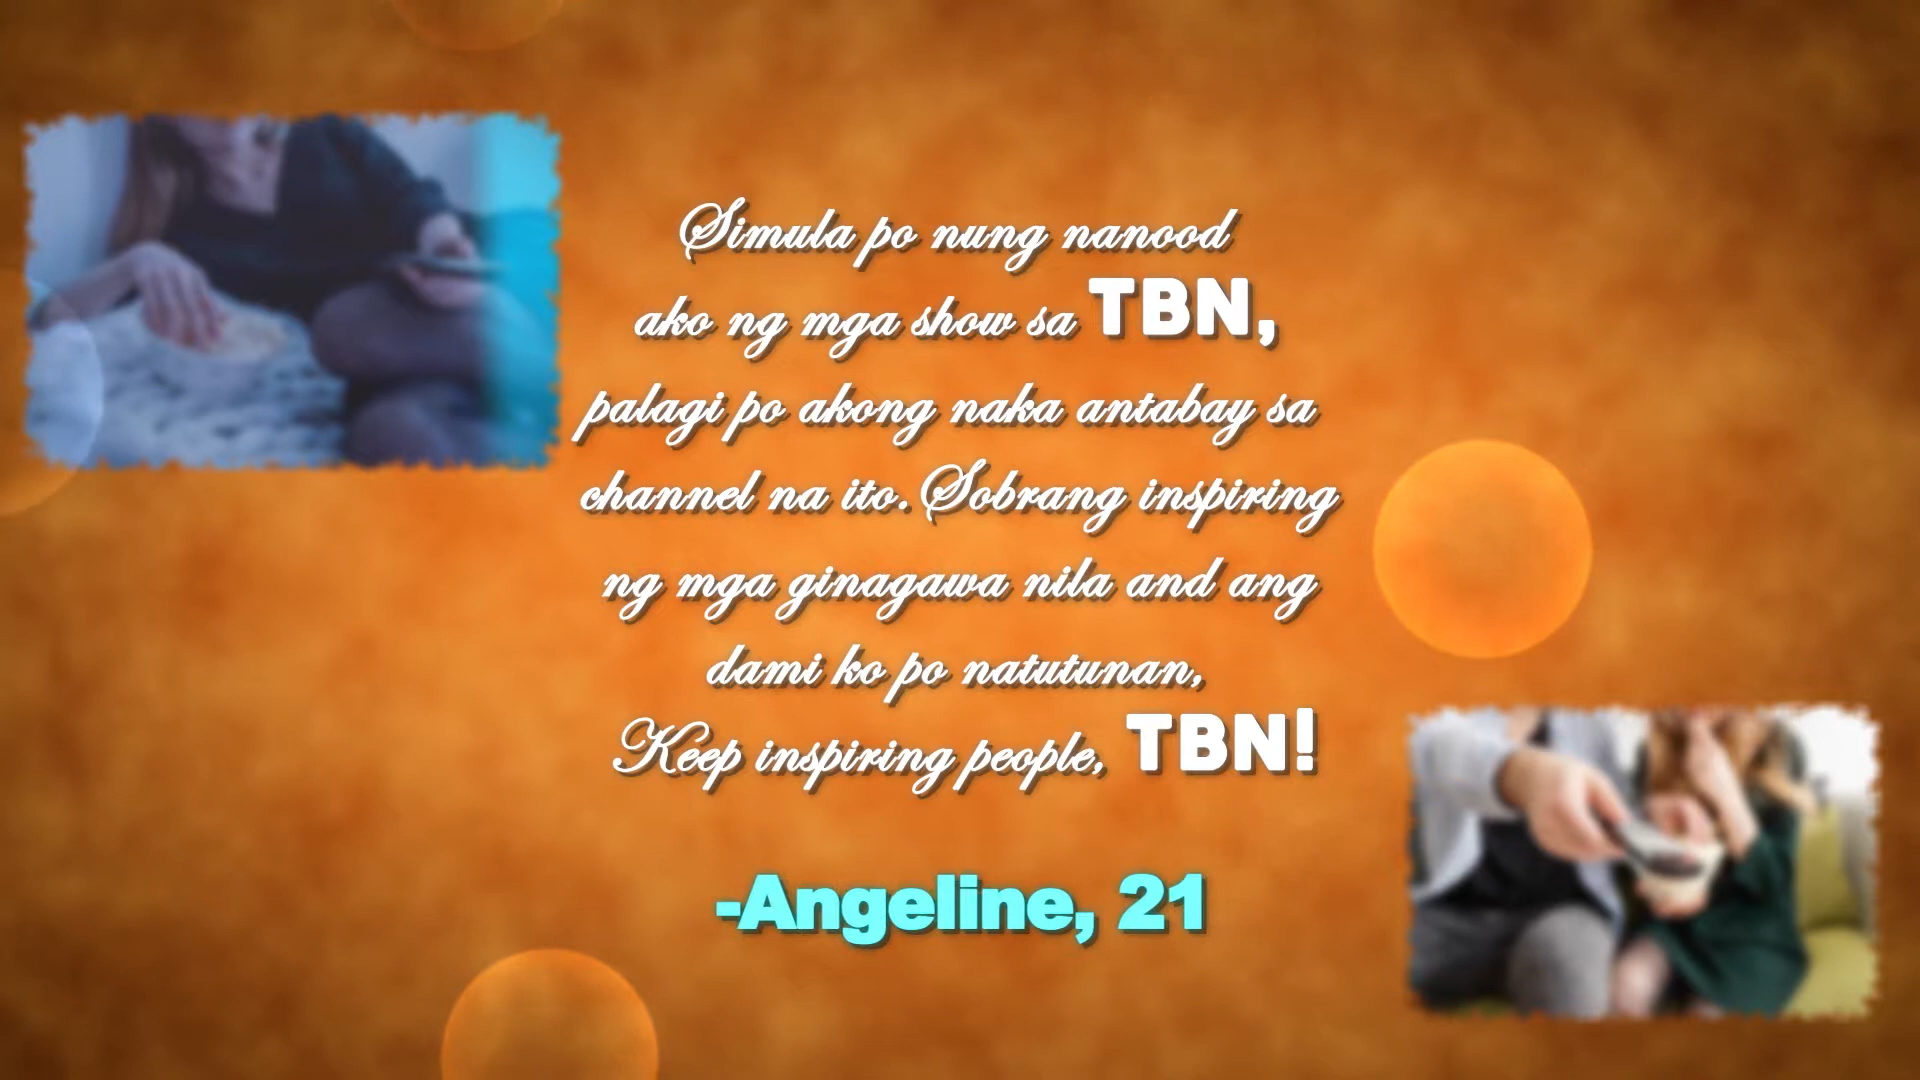 Simula po nung nanood
ako ng mga show sa TBN,
palagi po akong naka antabay sa
channel na ito. Sobrang inspiring
ng mga ginagawa nila and ang
dami ko po natutunan,
Keep inspiring people, TBN!
-Angeline, 21